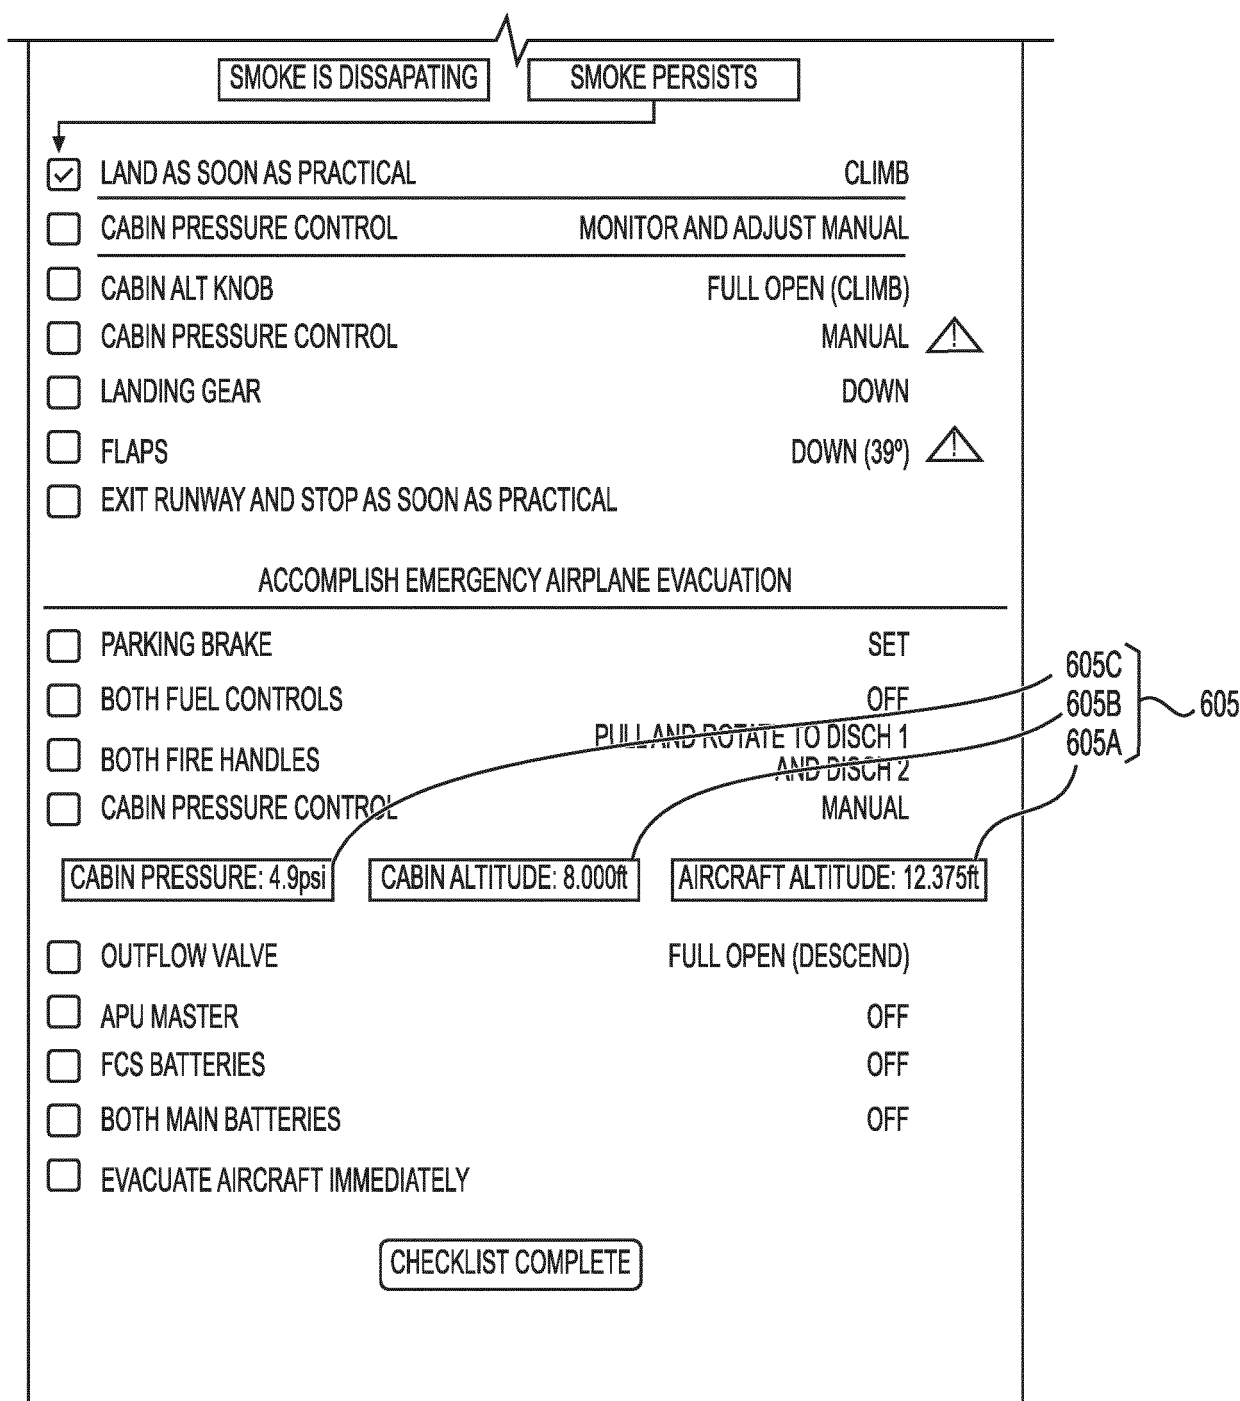 SMOKE IS DISSAPATING SMOKE PERSISTS
LAND AS SOON AS PRACTICAL CLIMB
CABIN PRESSURE CONTROL MONITOR AND ADJUST MANUAL
CABIN ALT KNOB FULL OPEN (CLIMB)
CABIN PRESSURE CONTROL MANUAL !
LANDING GEAR DOWN
FLAPS DOWN (39º) !
EXIT RUNWAY AND STOP AS SOON AS PRACTICAL
ACCOMPLISH EMERGENCY AIRPLANE EVACUATION
PARKING BRAKE SET
605C
BOTH FUEL CONTROLS OFF
605B 605
BOTH FIRE HANDLES PULL AND ROTATE TO DISCH 1
605A
AND DISCH 2
CABIN PRESSURE CONTROL MANUAL
CABIN PRESSURE: 4.9psi CABIN ALTITUDE: 8.000ft AIRCRAFT ALTITUDE: 12.375ft
OUTFLOW VALVE FULL OPEN (DESCEND)
APU MASTER OFF
FCS BATTERIES OFF
BOTH MAIN BATTERIES OFF
EVACUATE AIRCRAFT IMMEDIATELY
CHECKLIST COMPLETE